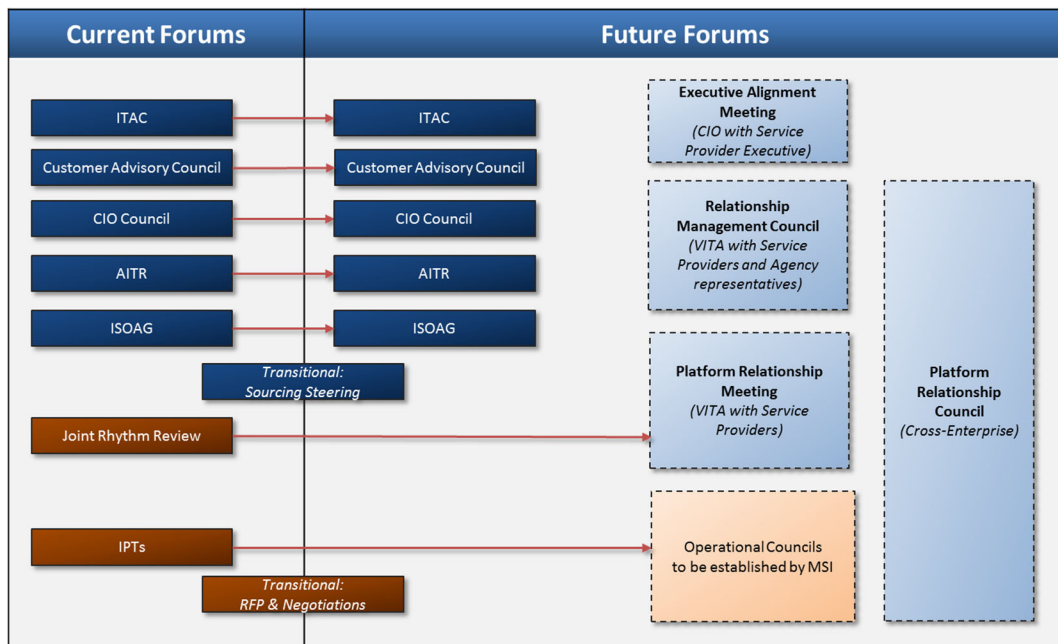 Current Forums
Future Forums
ITAC
ITAC
Customer Advisory Council
Customer Advisory Council
CIO Council
CIO Council
AITR
AITR
ISOAG
ISOAG
Transitional:
Sourcing Steering
Joint Rhythm Review
IPTs
Transitional:
RFP & Negotiations
Executive Alignment
Meeting
(CIO with Service
Provider Executive)
Relationship
Management Council
(VITA with Service
Providers and Agency
representatives)
Platform Relationship
Meeting
(VITA with Service
Providers)
Operational Councils
to be established by MSI
Platform
Relationship
Council
(Cross-Enterprise)